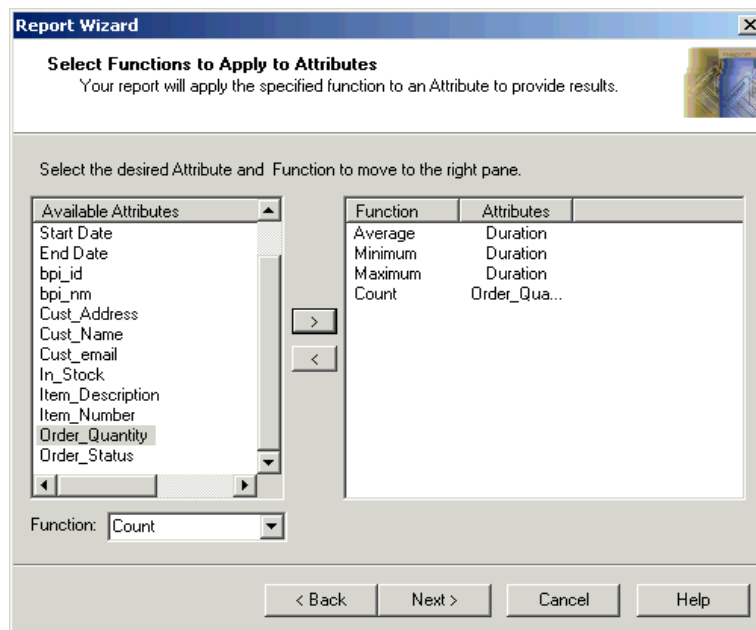 Report Wizard
Select Functions to Apply to Attributes
Your report will apply the specified function to an Attribute to provide results.
Select the desired Attribute and Function to move to the right pane.
Available Attributes
Start Date
End Date
bpi_id
bpi_nm
Cust_Address
Cust_Name
Cust_email
In_Stock
Item_Description
Item_Number
Order_Quantity
Order_Status
>
<
Function Attributes
Average Duration
Minimum Duration
Maximum Duration
Count Order_Qua...
Function: Count
< Back Next > Cancel Help